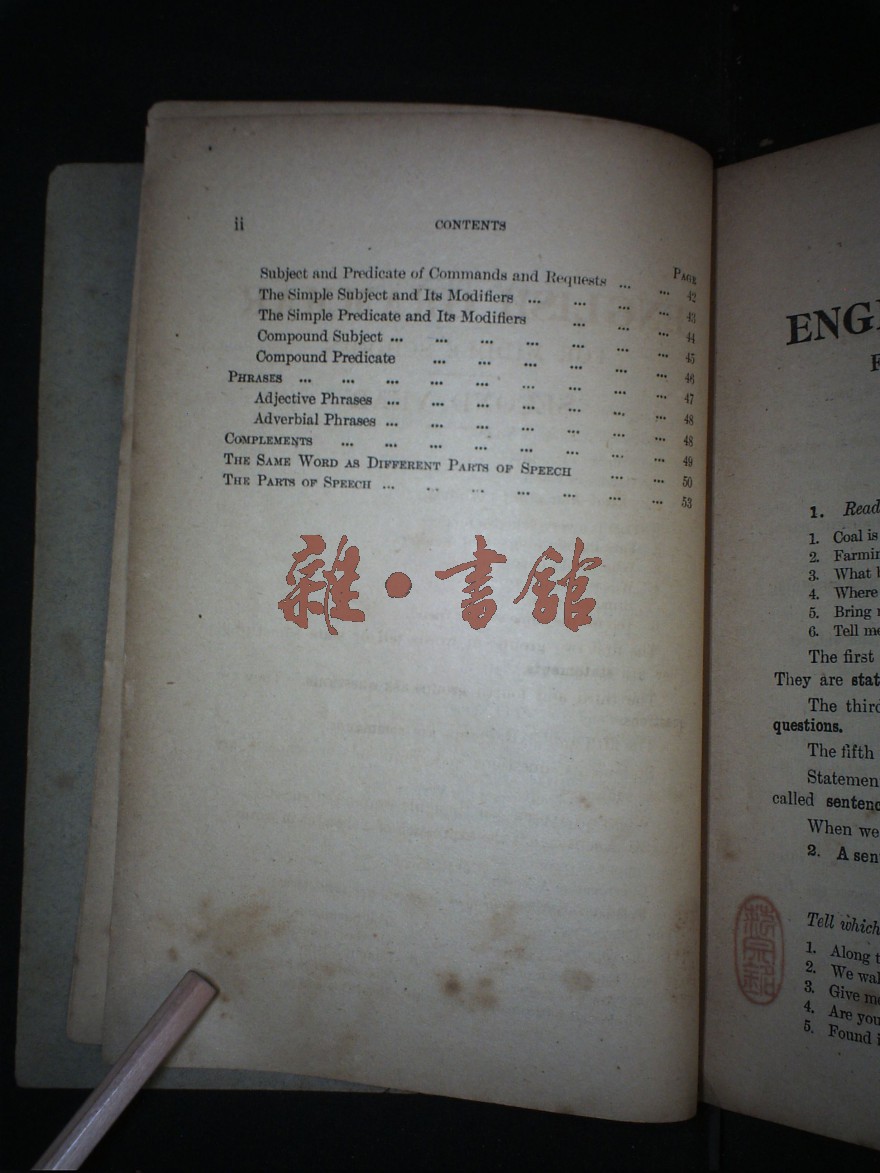 ii CONTENTS
PAGE
Subject and Predicate of Commands and Requests ... ... 42
The Simple Subject and Its Modifiers ... ... ... ... 43
The Simple Predicate and Its Modifiers ... ... ... 44
Compound Subject ... ... ... ... ... ... ... 45
Compound Predicate ... ... ... ... ... ... 46
PHRASES ... ... ... ... ... ... ... ... ... 47
Adjective Phrases ... ... ... ... ... ... ... 48
Adverbial Phrases ... ... ... ... ... ... ... 48
COMPLEMENTS ... ... ... ... ... ... ... ... 49
THE SAME WORD AS DIFFERENT PARTS OF SPEECH ... ... 50
THE PARTS OF SPEECH ... ... ... ... ... ... ... 53
雜·書館
ENG
F
1. Read
1. Coal is
2. Farmin
3. What
4. Where
5. Bring
6. Tell me
The first
They are stat
The third
questions.
The fifth
Statemen
called sentenc
When we
2. A sen
Tell which
1. Along t
2. We wal
3. Give me
4. Are you
5. Found i